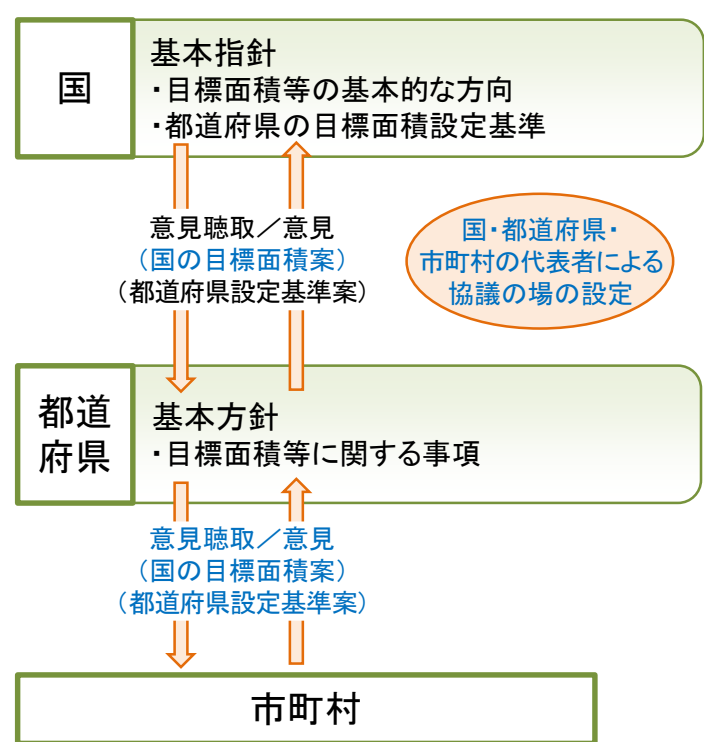 国
基本指針
・目標面積等の基本的な方向
・都道府県の目標面積設定基準
意見聴取／意見
（国の目標面積案）
（都道府県設定基準案）
国・都道府県・
市町村の代表者による
協議の場の設定
都道
府県
基本方針
・目標面積等に関する事項
意見聴取／意見
（国の目標面積案）
（都道府県設定基準案）
市町村